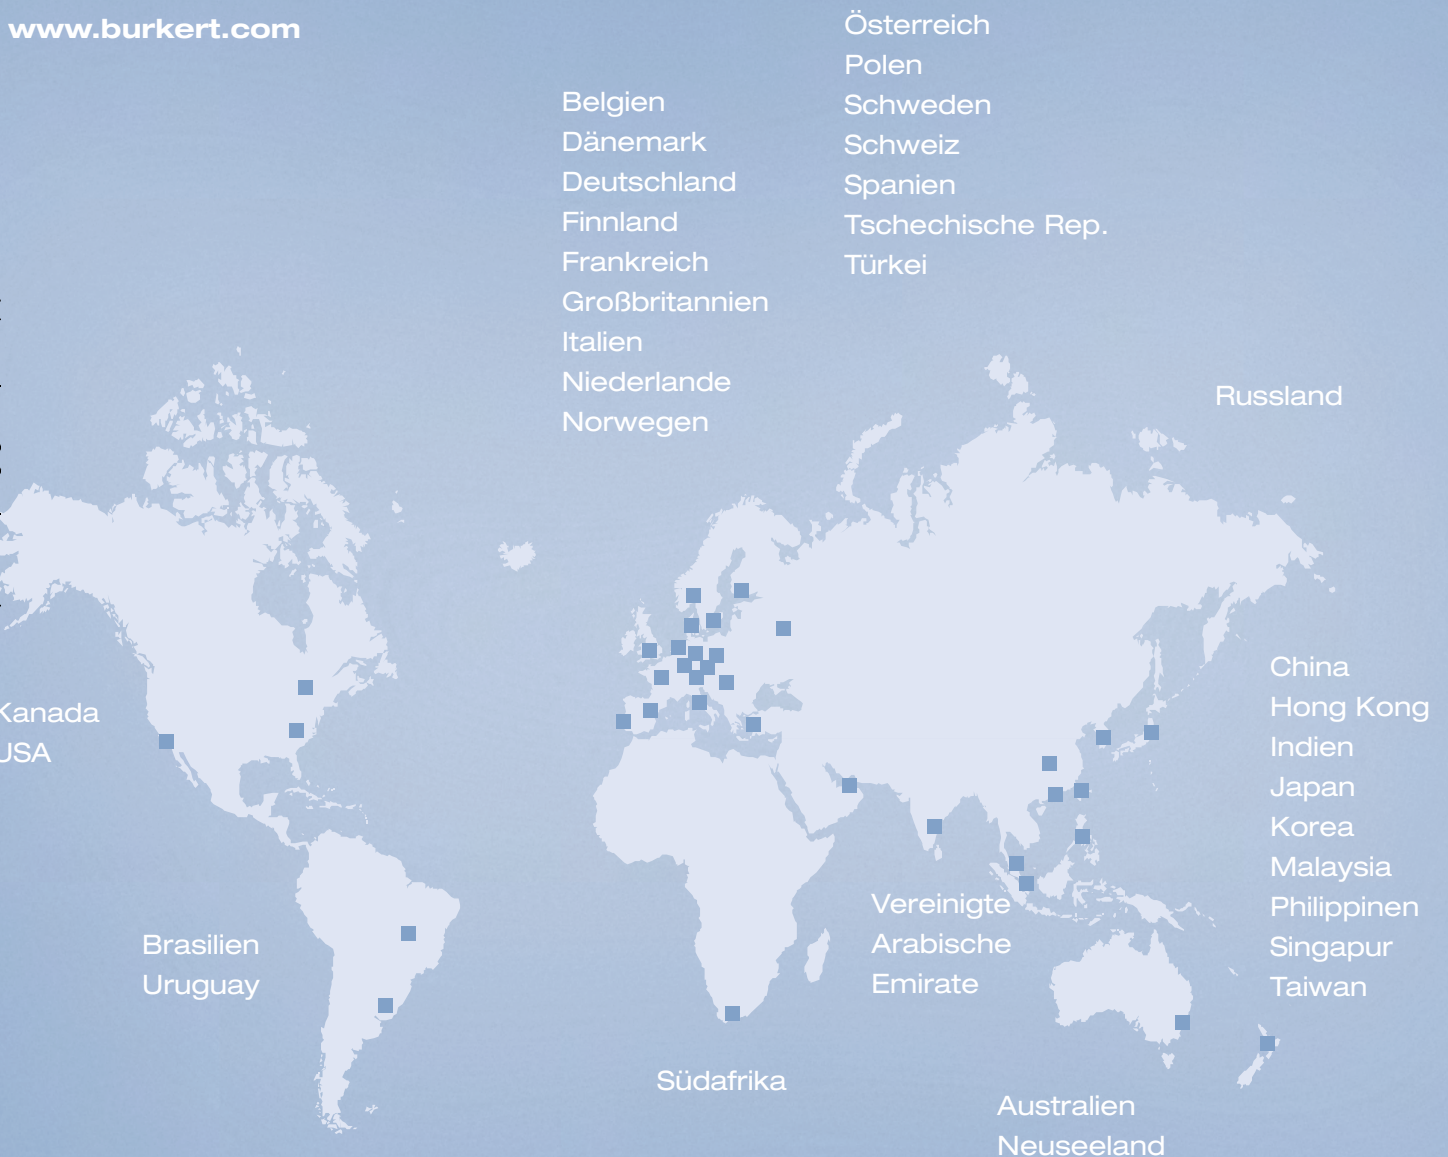 www.burkert.com
Belgien
Dänemark
Deutschland
Finnland
Frankreich
Großbritannien
Italien
Niederlande
Norwegen
Österreich
Polen
Schweden
Schweiz
Spanien
Tschechische Rep.
Türkei
Russland
Kanada
USA
China
Hong Kong
Indien
Japan
Korea
Malaysia
Philippinen
Singapur
Taiwan
Brasilien
Uruguay
Vereinigte
Arabische
Emirate
Südafrika
Australien
Neuseeland